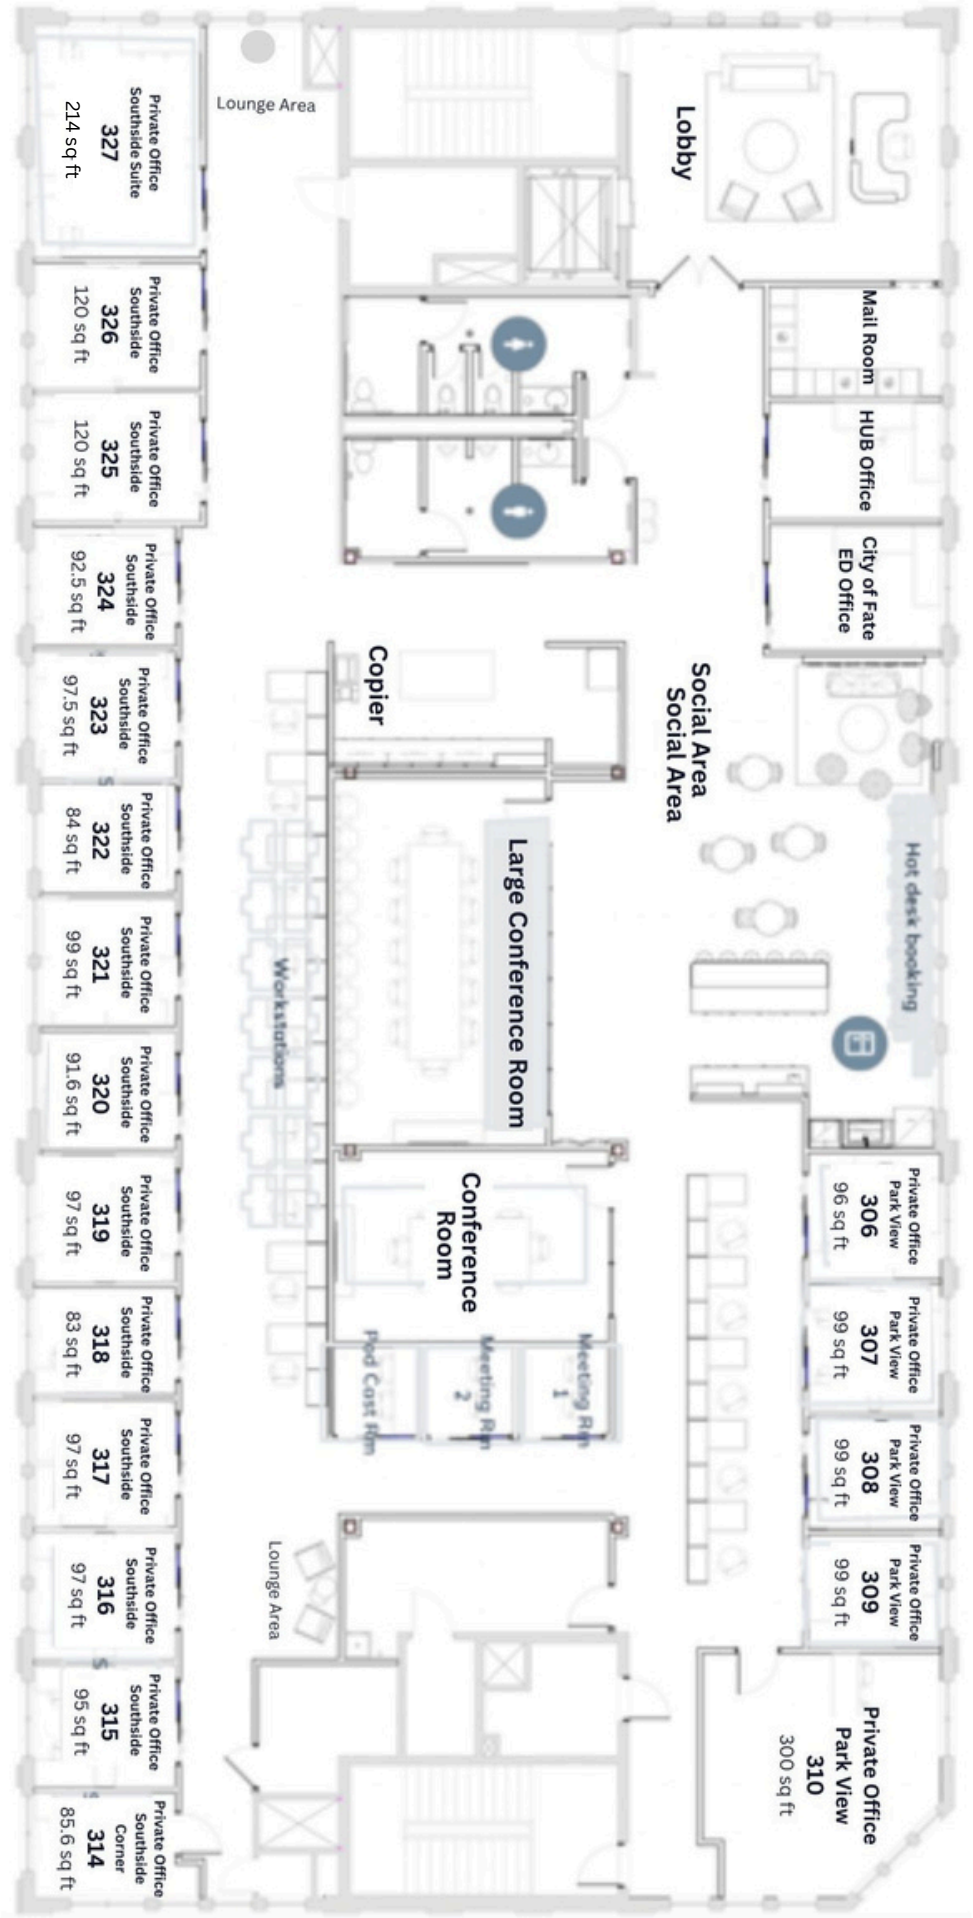 Lounge Area
Private Office
Southside Suite
327
214 sq ft
Private Office
Southside
326
120 sq ft
Private Office
Southside
325
120 sq ft
Private Office
Southside
324
92.5 sq ft
Private Office
Southside
323
97.5 sq ft
S
Private Office
Southside
322
84 sq ft
Private Office
Southside
321
99 sq ft
Private Office
Southside
320
91.6 sq ft
Private Office
Southside
319
97 sq ft
Private Office
Southside
318
83 sq ft
Private Office
Southside
317
97 sq ft
Private Office
Southside
316
97 sq ft
S
Private Office
Southside
315
95 sq ft
Private Office
Southside
Corner
314
85.6 sq ft
Lobby
Mail Room
HUB Office
City of Fate
ED Office
Copier
Social Area
Social Area
Hot desk booking
Large Conference Room
Workstations
Conference
Room
Pod Cast Rm
Meeting Rm
2
Meeting Rm
1
Lounge Area
Private Office
Park View
306
96 sq ft
Private Office
Park View
307
99 sq ft
Private Office
Park View
308
99 sq ft
Private Office
Park View
309
99 sq ft
Private Office
Park View
310
300 sq ft